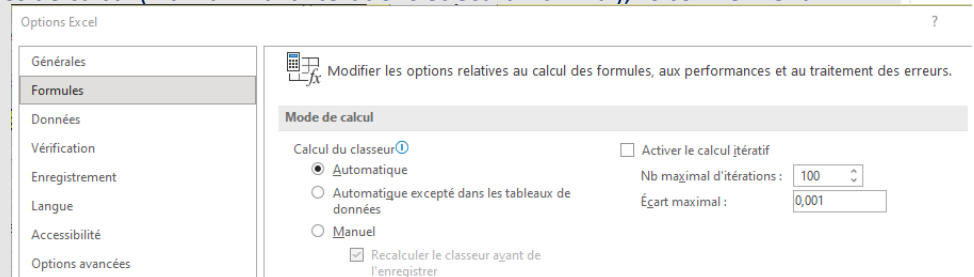 Options Excel
?
Générales
Formules
Données
Vérification
Enregistrement
Langue
Accessibilité
Options avancées
Modifier les options relatives au calcul des formules, aux performances et au traitement des erreurs.
Mode de calcul
Calcul du classeur
Automatique
Automatique excepté dans les tableaux de
données
Manuel
Recalculer le classeur avant de
l'enregistrer
Activer le calcul itératif
Nb maximal d'itérations : 100
Écart maximal : 0,001